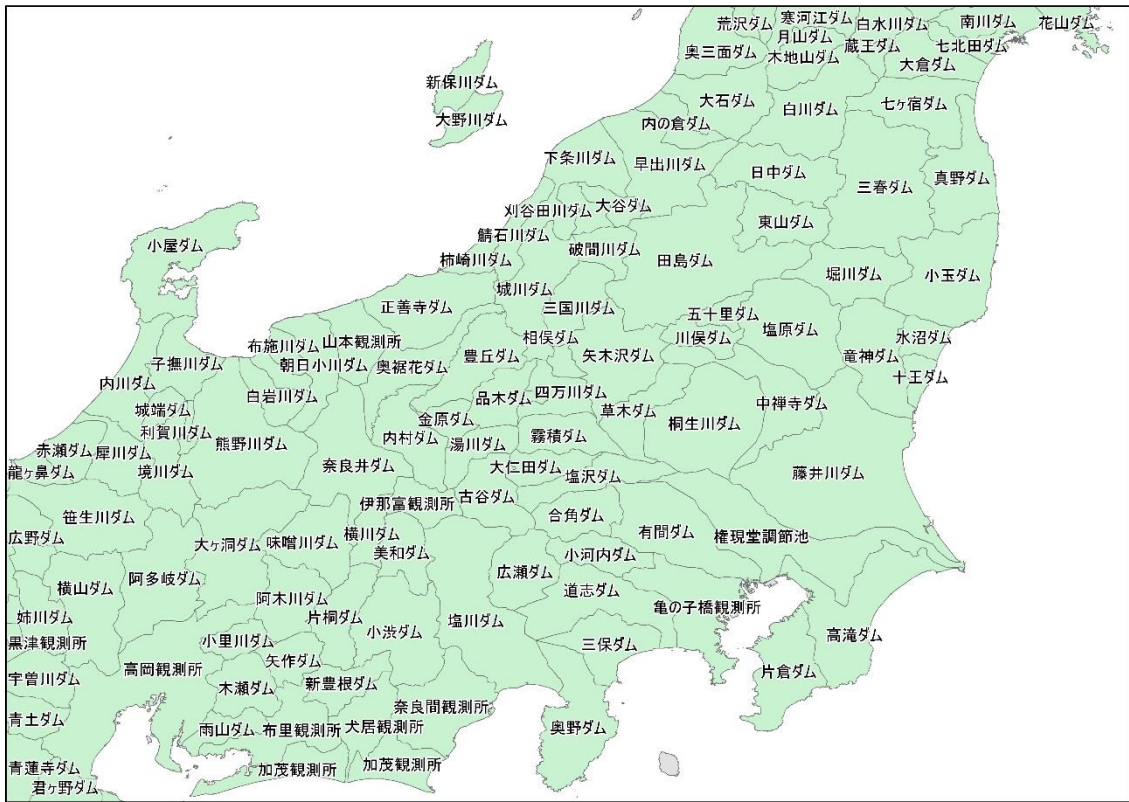 荒沢ダム
寒河江ダム
白水川ダム
南川ダム
花山ダム
月山ダム
奥三面ダム
木地山ダム
蔵王ダム
七北田ダム
大倉ダム
新保川ダム
大石ダム
白川ダム
七ヶ宿ダム
大野川ダム
内の倉ダム
下条川ダム
早出川ダム
日中ダム
三春ダム
真野ダム
刈谷田川ダム
大谷ダム
東山ダム
小屋ダム
鯖石川ダム
破間川ダム
柿崎川ダム
田島ダム
堀川ダム
小玉ダム
城川ダム
正善寺ダム
三国川ダム
五十里ダム
塩原ダム
布施川ダム
山本観測所
相俣ダム
川俣ダム
水沼ダム
子撫川ダム
朝日小川ダム
奥裾花ダム
豊丘ダム
矢木沢ダム
竜神ダム
十王ダム
内川ダム
白岩川ダム
品木ダム
四万川ダム
中禅寺ダム
城端ダム
金原ダム
草木ダム
桐生川ダム
利賀川ダム
熊野川ダム
内村ダム
湯川ダム
霧積ダム
赤瀬ダム
犀川ダム
龍ヶ鼻ダム
境川ダム
奈良井ダム
大仁田ダム
塩沢ダム
藤井川ダム
伊那富観測所
古谷ダム
笹生川ダム
合角ダム
広野ダム
大ヶ洞ダム
味噌川ダム
横川ダム
有間ダム
権現堂調節池
美和ダム
小河内ダム
横山ダム
阿多岐ダム
広瀬ダム
道志ダム
阿木川ダム
亀の子橋観測所
姉川ダム
片桐ダム
小渋ダム
塩川ダム
黒津観測所
小里川ダム
三保ダム
高滝ダム
高岡観測所
矢作ダム
片倉ダム
宇曽川ダム
木瀬ダム
新豊根ダム
奈良間観測所
青土ダム
雨山ダム
布里観測所
犬居観測所
奥野ダム
青蓮寺ダム
加茂観測所
加茂観測所
君ヶ野ダム